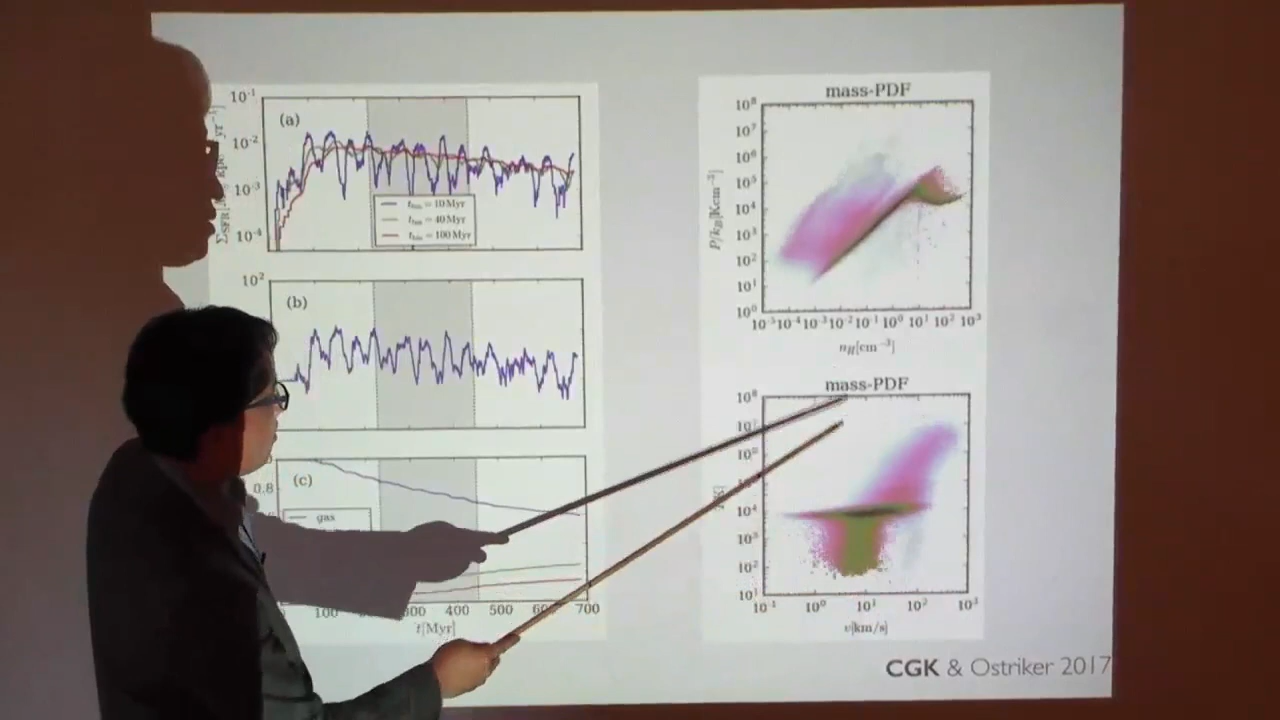 10⁻¹
(a)
10⁻²
10⁻³
10⁻⁴
t_bin = 10 Myr
t_bin = 40 Myr
t_bin = 100 Myr
10²
(b)
(c)
0.8
gas
100
300 400 500 600 700
t[Myr]
mass-PDF
10⁸
10⁷
10⁶
10⁵
10⁴
10³
10²
10¹
10⁰
P/k_B[Kcm⁻³]
10⁻⁵ 10⁻⁴ 10⁻³ 10⁻² 10⁻¹ 10⁰ 10¹ 10² 10³
n_H[cm⁻³]
mass-PDF
10⁸
10⁴
10³
10²
10¹
10⁻¹ 10⁰ 10¹ 10² 10³
v[km/s]
CGK & Ostriker 2017